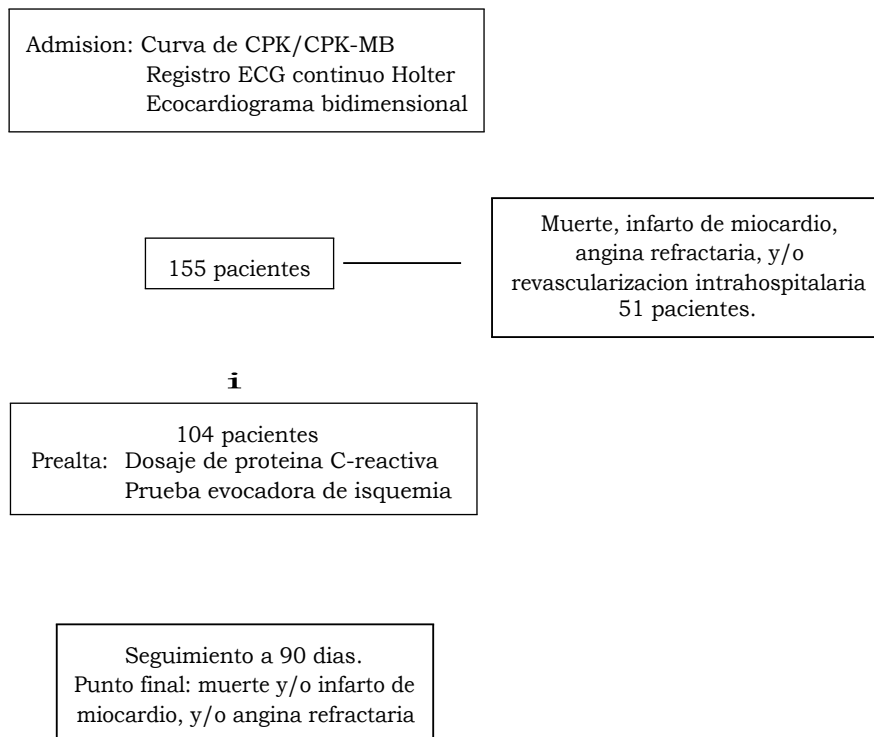 Admision: Curva de CPK/CPK-MB
Registro ECG continuo Holter
Ecocardiograma bidimensional
155 pacientes
Muerte, infarto de miocardio,
angina refractaria, y/o
revascularizacion intrahospitalaria
51 pacientes.
i
104 pacientes
Prealta: Dosaje de proteina C-reactiva
Prueba evocadora de isquemia
Seguimiento a 90 dias.
Punto final: muerte y/o infarto de
miocardio, y/o angina refractaria